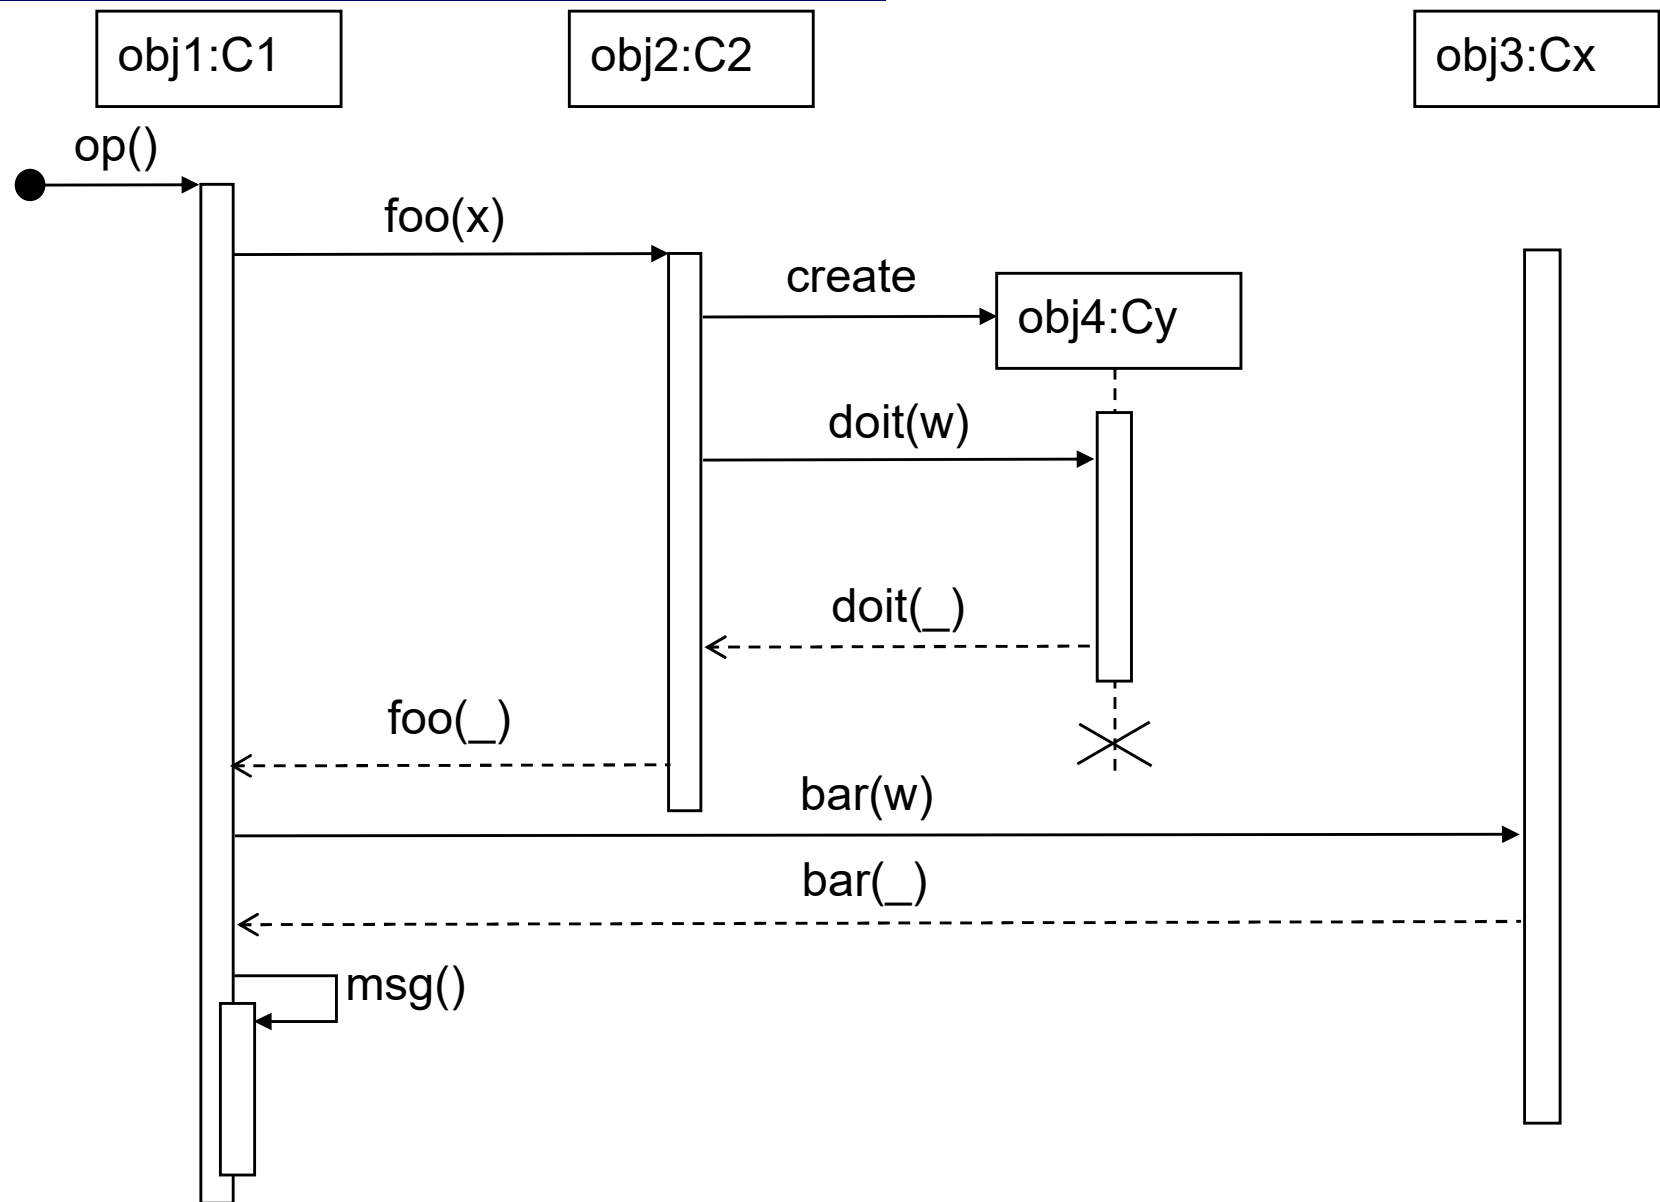 obj1:C1
obj2:C2
obj3:Cx
op()
foo(x)
create
obj4:Cy
doit(w)
doit(_)
foo(_)
bar(w)
bar(_)
msg()